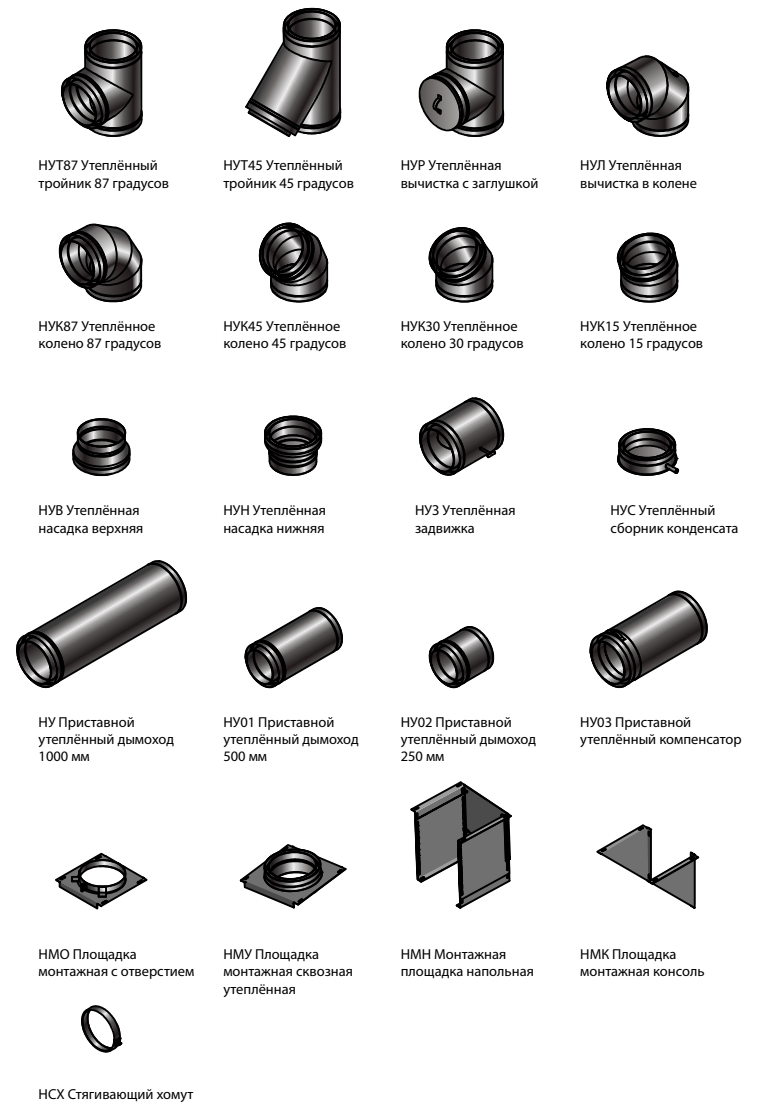 НУТ87 Утеплённый
тройник 87 градусов
НУТ45 Утеплённый
тройник 45 градусов
НУР Утеплённая
вычистка с заглушкой
НУЛ Утеплённая
вычистка в колене
НУК87 Утеплённое
колено 87 градусов
НУК45 Утеплённое
колено 45 градусов
НУК30 Утеплённое
колено 30 градусов
НУК15 Утеплённое
колено 15 градусов
НУВ Утеплённая
насадка верхняя
НУН Утеплённая
насадка нижняя
НУЗ Утеплённая
задвижка
НУС Утеплённый
сборник конденсата
НУ Приставной
утеплённый дымоход
1000 мм
НУ01 Приставной
утеплённый дымоход
500 мм
НУ02 Приставной
утеплённый дымоход
250 мм
НУ03 Приставной
утеплённый компенсатор
НМО Площадка
монтажная с отверстием
НМУ Площадка
монтажная сквозная
утеплённая
НМН Монтажная
площадка напольная
НМК Площадка
монтажная консоль
НСХ Стягивающий хомут